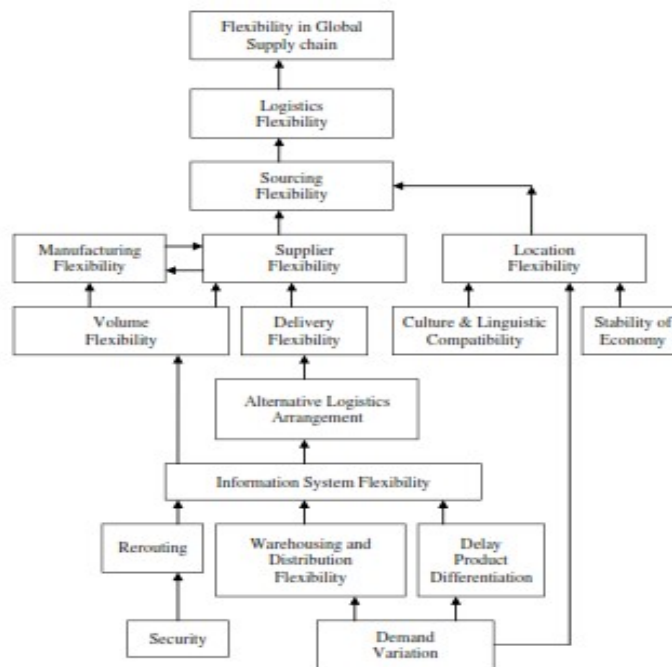 Flexibility in Global
Supply chain
Logistics
Flexibility
Sourcing
Flexibility
Manufacturing
Flexibility
Supplier
Flexibility
Location
Flexibility
Volume
Flexibility
Delivery
Flexibility
Culture & Linguistic
Compatibility
Stability of
Economy
Alternative Logistics
Arrangement
Information System Flexibility
Rerouting
Warehousing and
Distribution
Flexibility
Delay
Product
Differentiation
Security
Demand
Variation